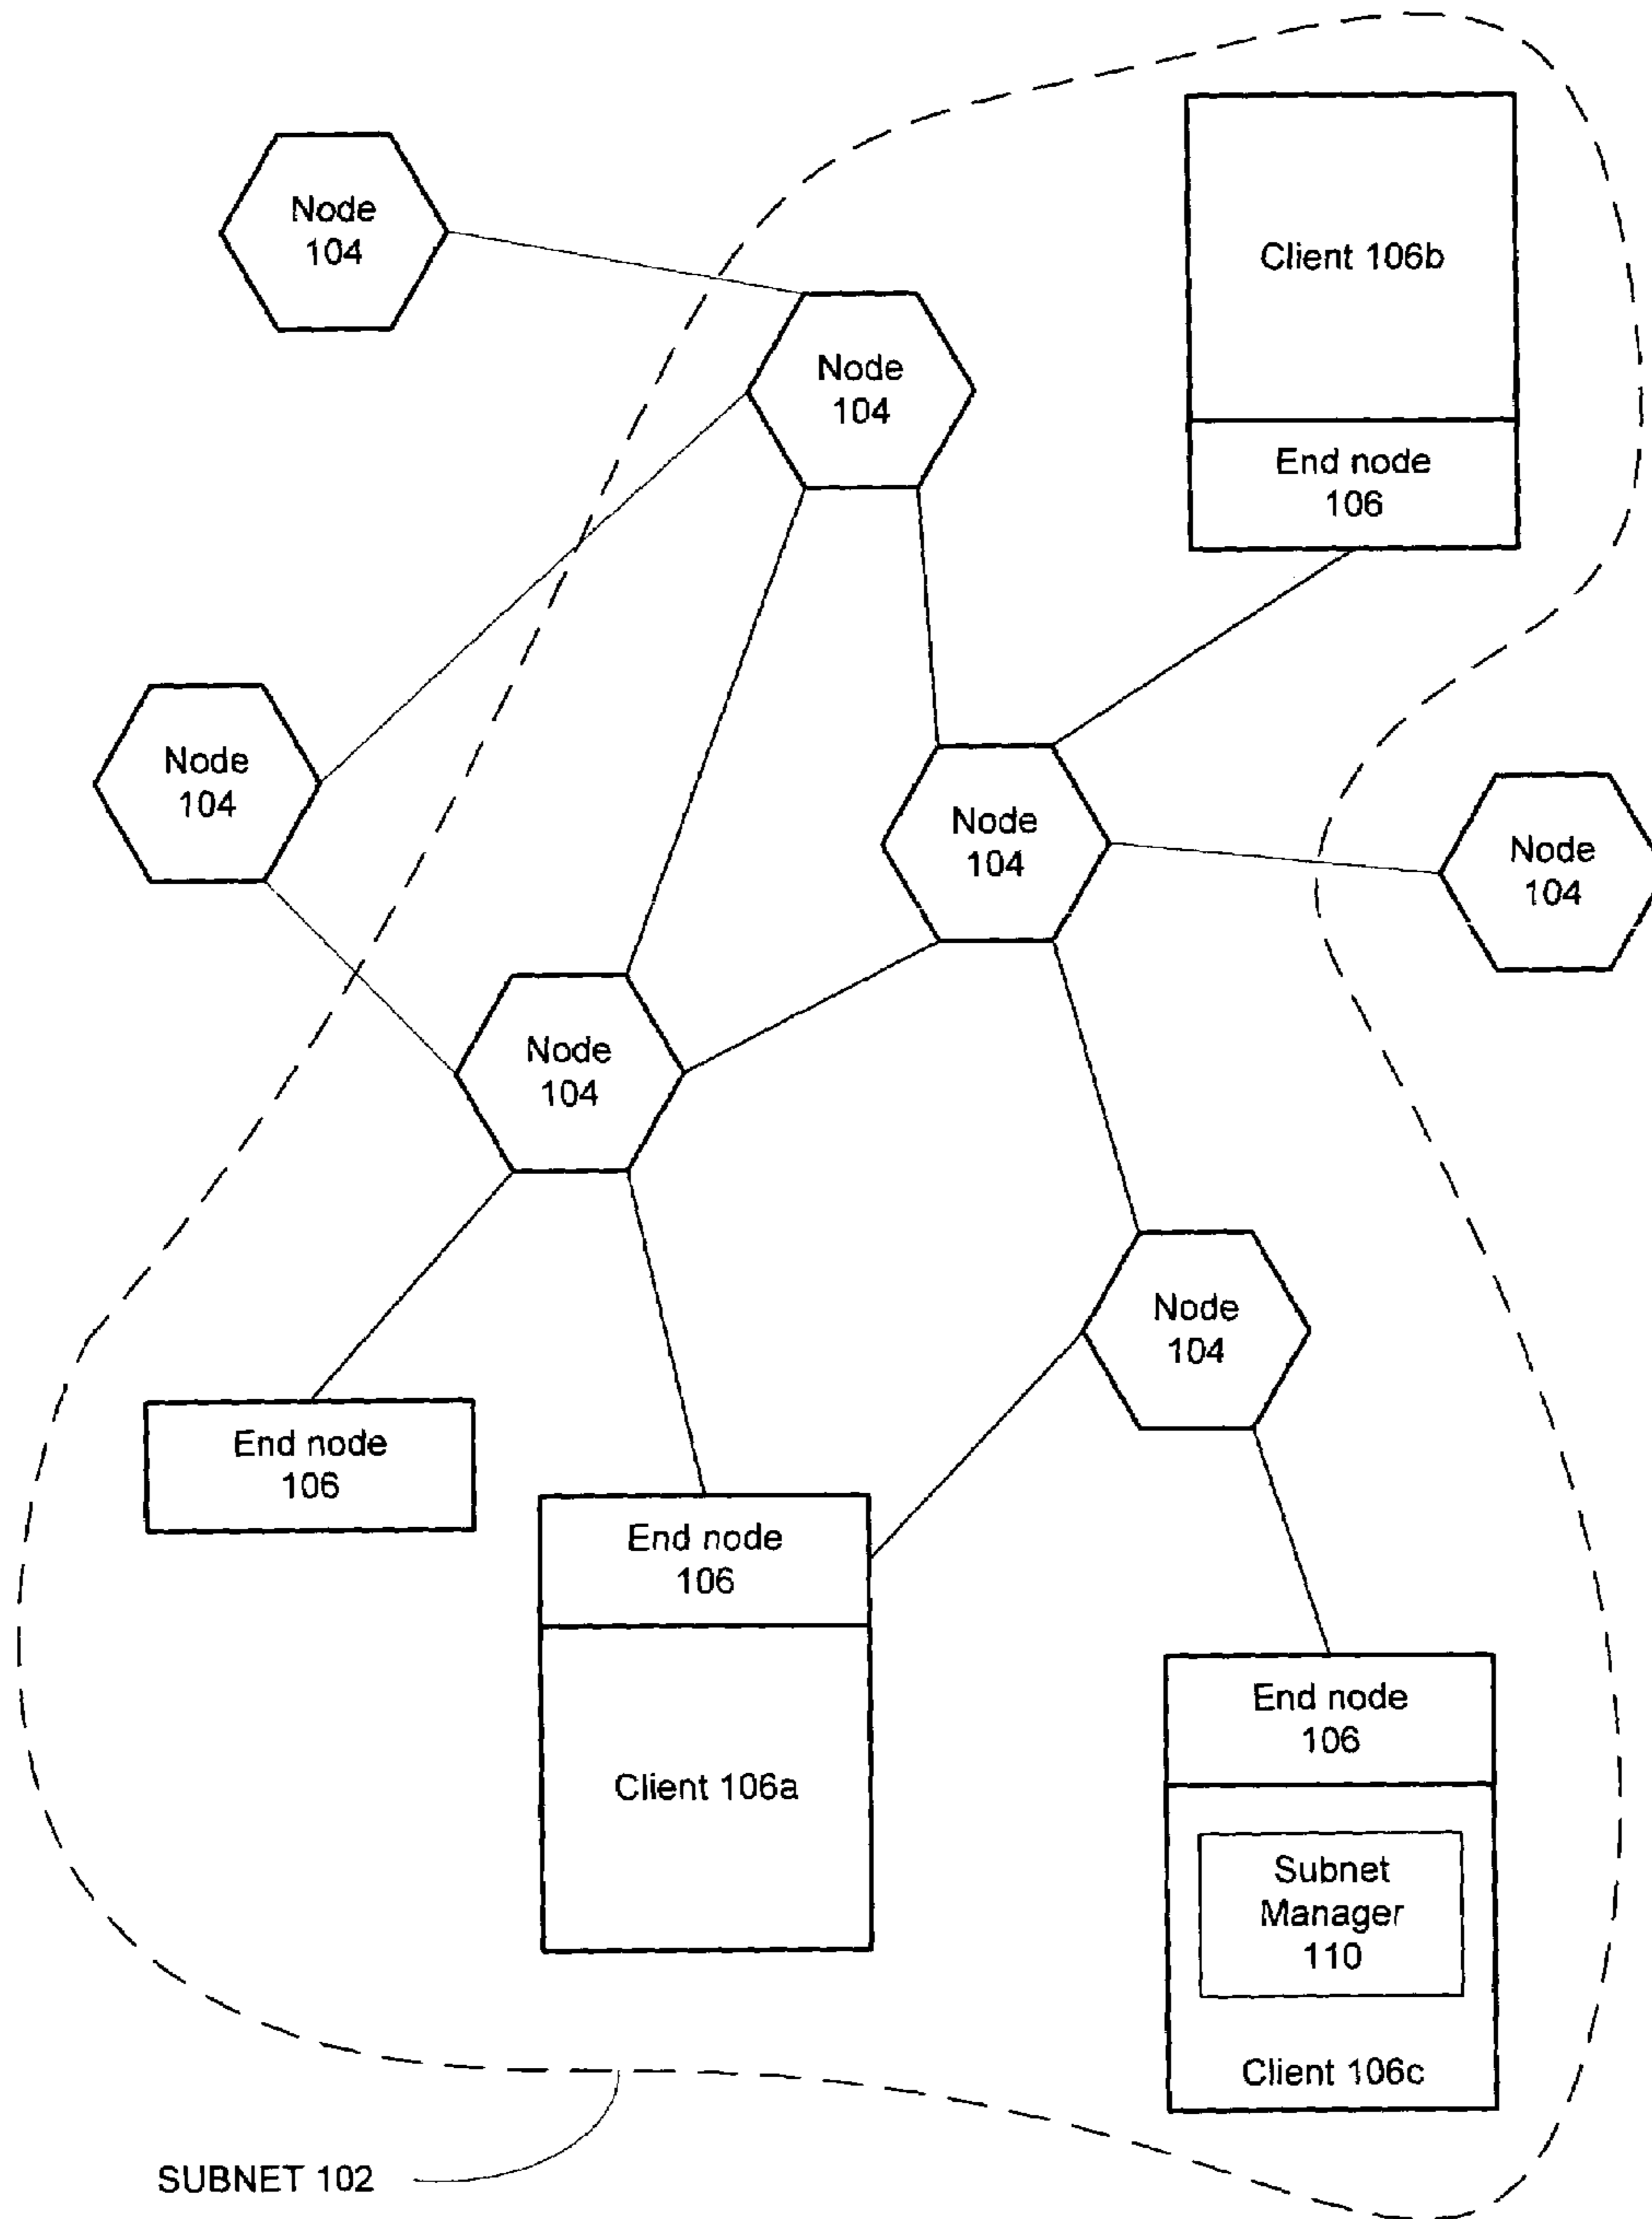 Node
104
Client 106b
Node
104
End node
106
Node
104
Node
104
Node
104
Node
104
Node
104
End node
106
End node
106
Client 106a
End node
106
Subnet
Manager
110
Client 106c
SUBNET 102